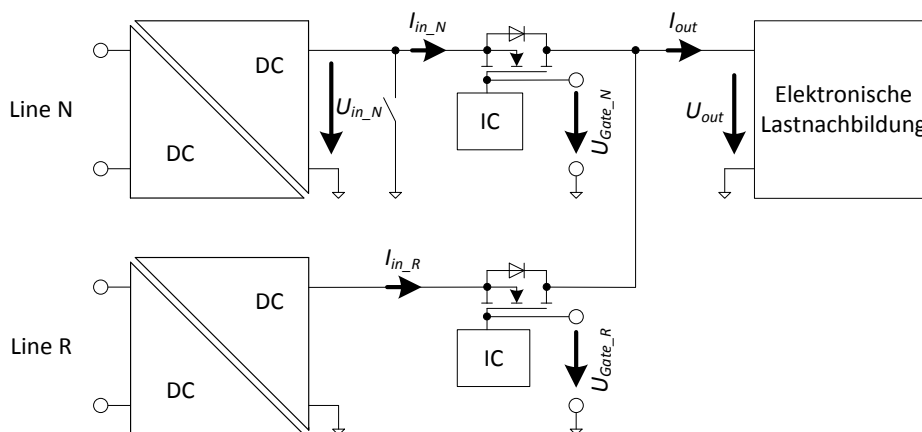 Line N
DC
DC
U_in_N
I_in_N
IC
U_Gate_N
I_out
U_out
Elektronische
Lastnachbildung
Line R
DC
DC
I_in_R
IC
U_Gate_R